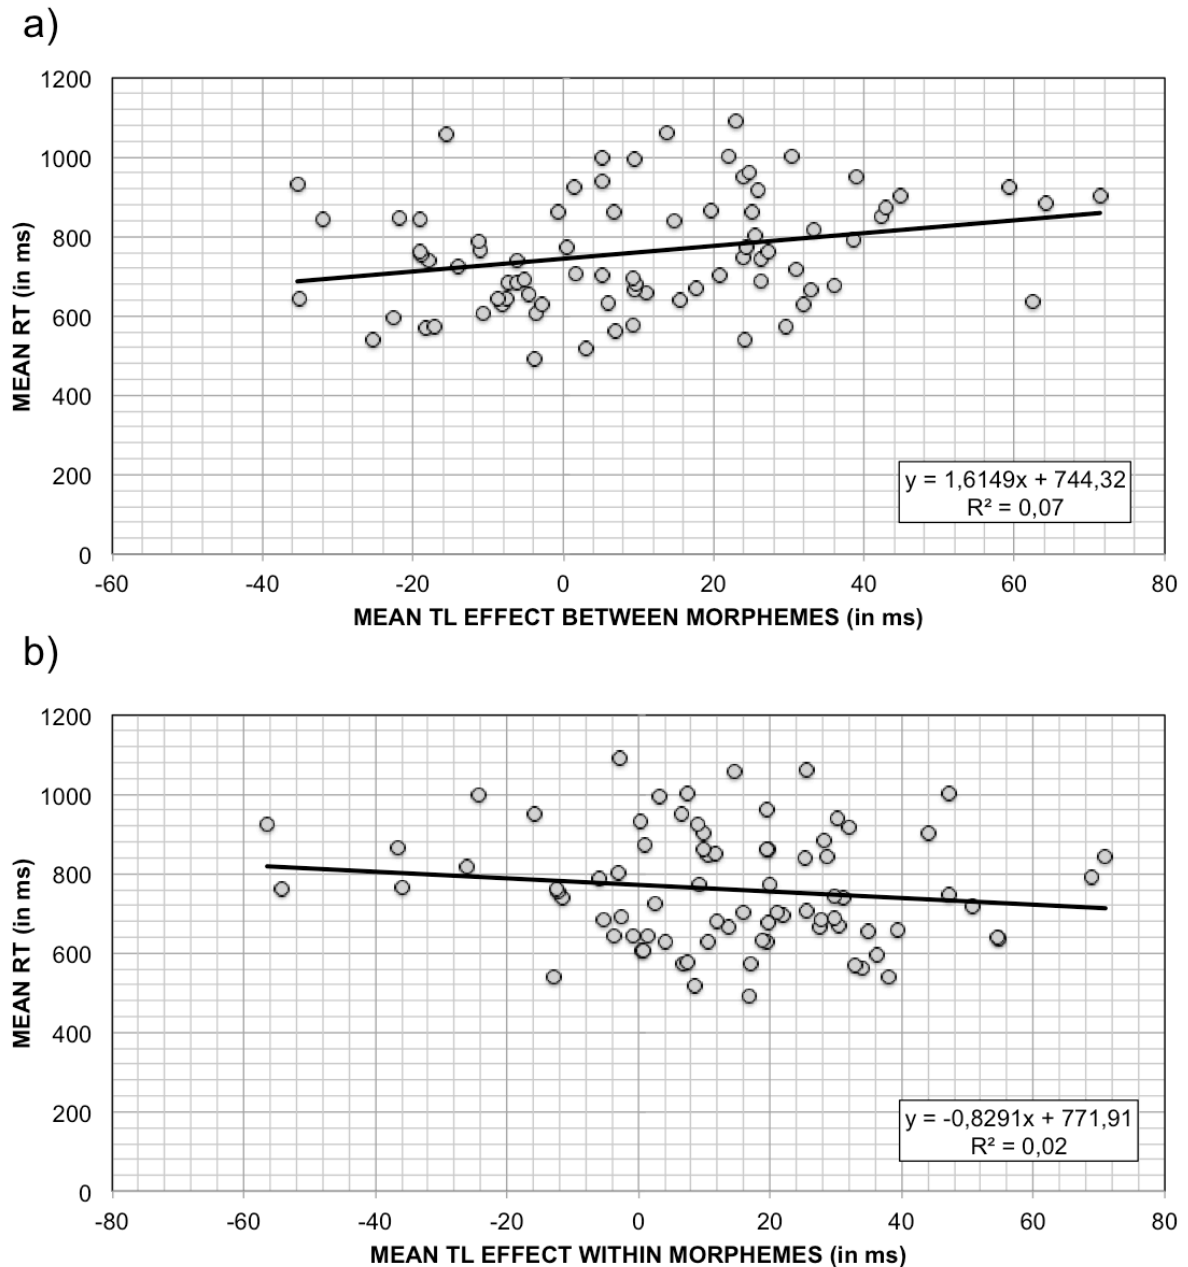 a)
1200
1000
800
600
400
200
0
MEAN RT (in ms)
-60 -40 -20 0 20 40 60 80
MEAN TL EFFECT BETWEEN MORPHEMES (in ms)
y = 1,6149x + 744,32
R² = 0,07
b)
1200
1000
800
600
400
200
0
MEAN RT (in ms)
-80 -60 -40 -20 0 20 40 60 80
MEAN TL EFFECT WITHIN MORPHEMES (in ms)
y = -0,8291x + 771,91
R² = 0,02